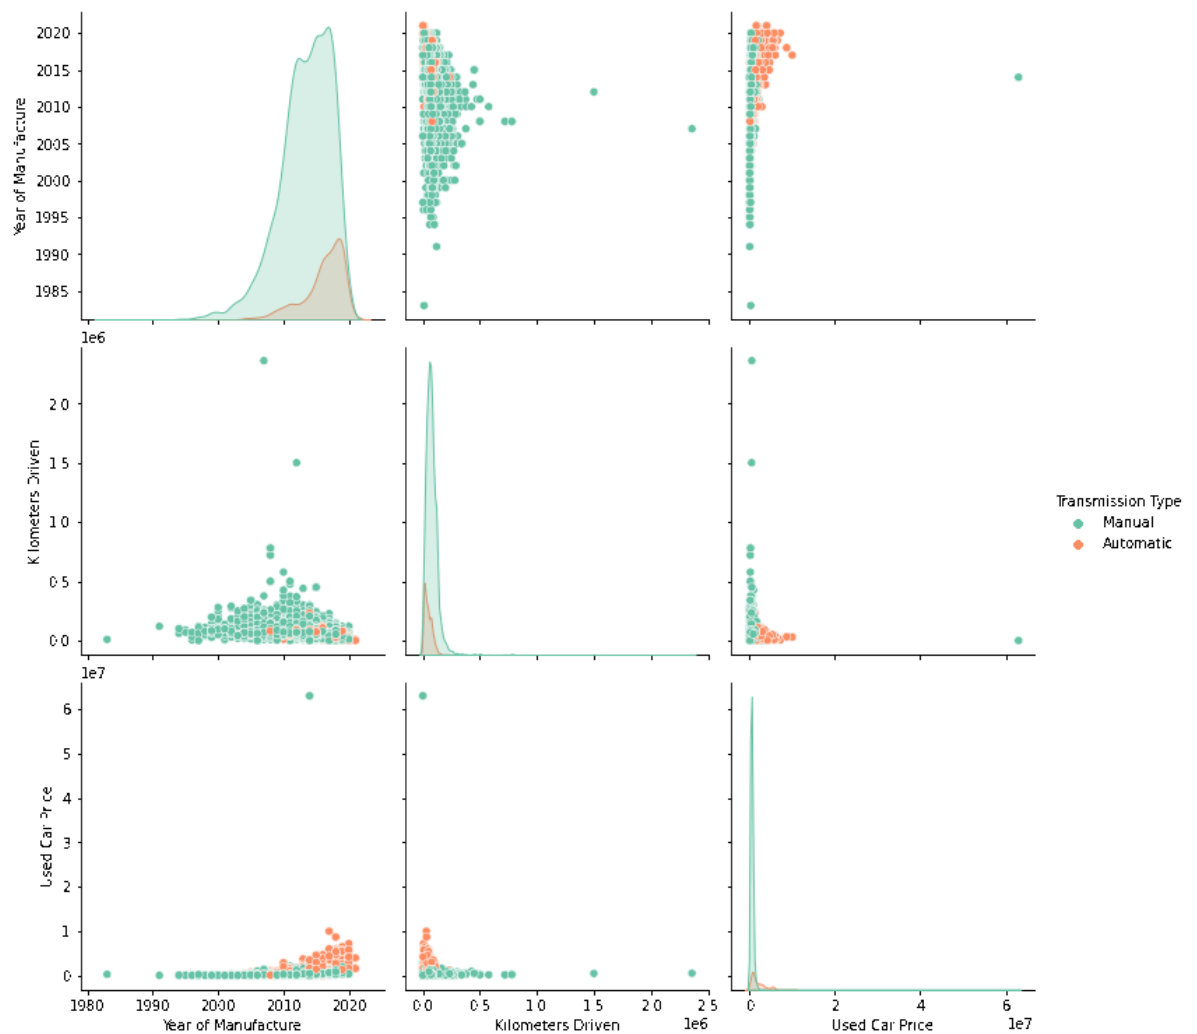 2020
2015
2010
2005
2000
1995
1990
1985
Year of Manufacture
1e6
2 0
1 5
1 0
0 5
0 0
Kilometers Driven
1e7
6
5
4
3
2
1
0
Used Car Price
1980 1990 2000 2010 2020
Year of Manufacture
0 0 0 5 1 0 1 5 2 0 2 5
1e6
Kilometers Driven
0 2 4 6
1e7
Used Car Price
Transmission Type
Manual
Automatic